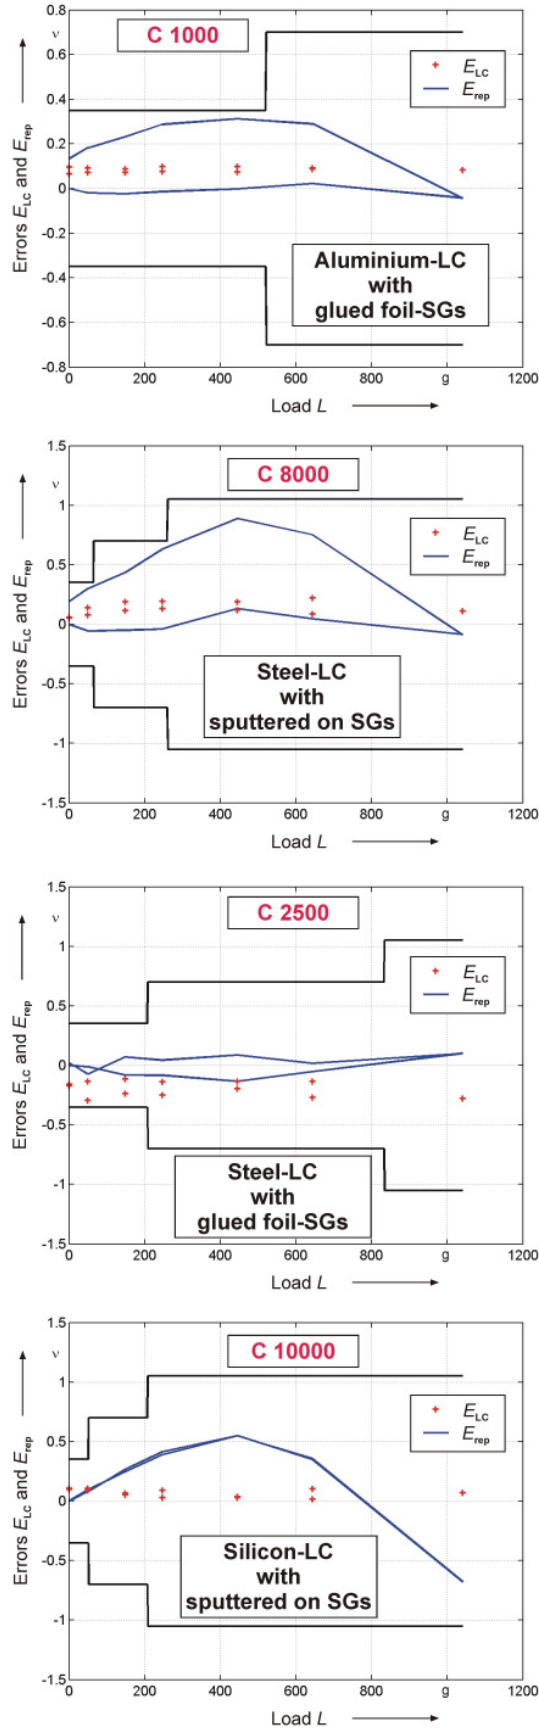 0.8
ν
C 1000
0.6
E_LC
E_rep
0.4
0.2
0
-0.2
-0.4
-0.6
-0.8
Errors E_LC and E_rep
Aluminium-LC
with
glued foil-SGs
0 200 400 600 800 g 1200
Load L
1.5
ν
C 8000
1
E_LC
E_rep
0.5
0
-0.5
-1
-1.5
Errors E_LC and E_rep
Steel-LC
with
sputtered on SGs
0 200 400 600 800 g 1200
Load L
1.5
ν
C 2500
1
E_LC
E_rep
0.5
0
-0.5
-1
-1.5
Errors E_LC and E_rep
Steel-LC
with
glued foil-SGs
0 200 400 600 800 g 1200
Load L
1.5
ν
C 10000
1
E_LC
E_rep
0.5
0
-0.5
-1
-1.5
Errors E_LC and E_rep
Silicon-LC
with
sputtered on SGs
0 200 400 600 800 g 1200
Load L